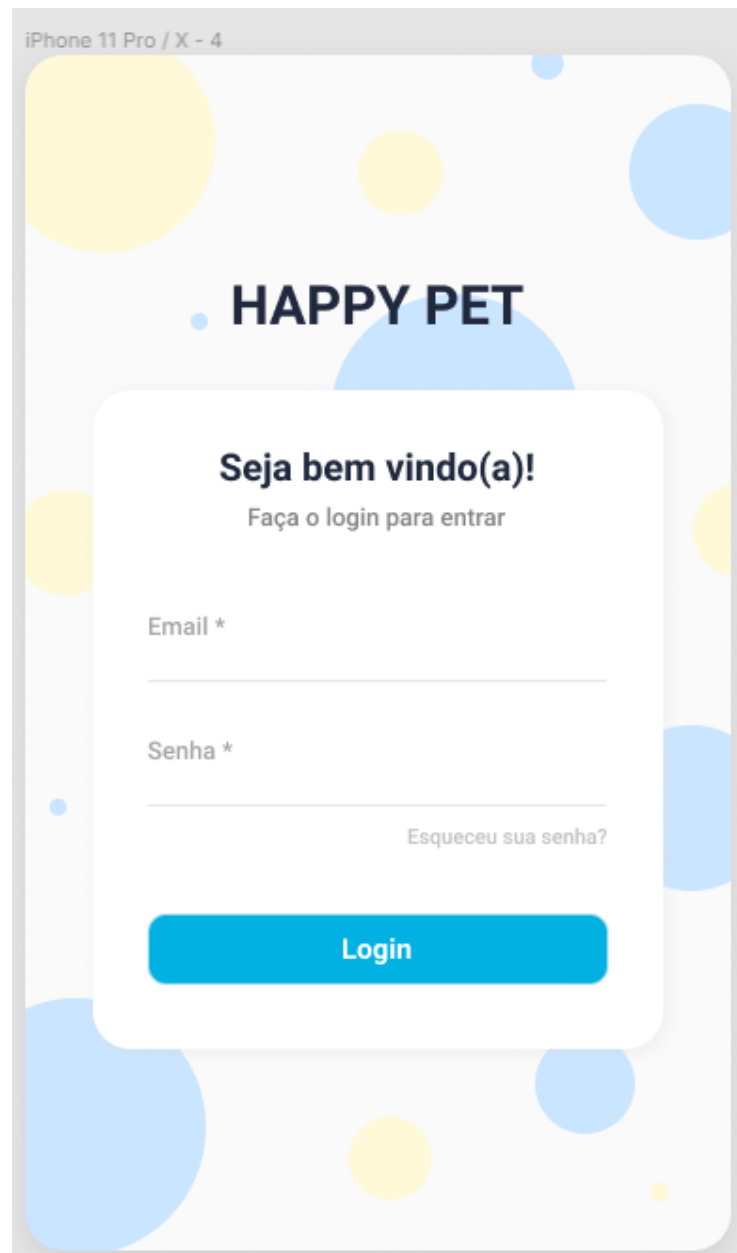 iPhone 11 Pro / X - 4
HAPPY PET
Seja bem vindo(a)!
Faça o login para entrar
Email *
Senha *
Esqueceu sua senha?
Login